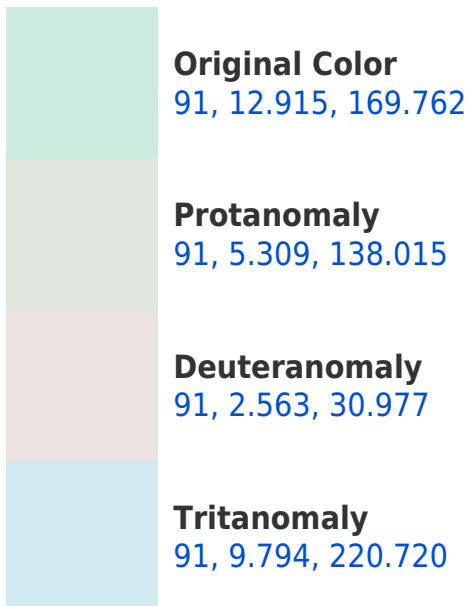 Original Color
91, 12.915, 169.762
Protanomaly
91, 5.309, 138.015
Deuteranomaly
91, 2.563, 30.977
Tritanomaly
91, 9.794, 220.720